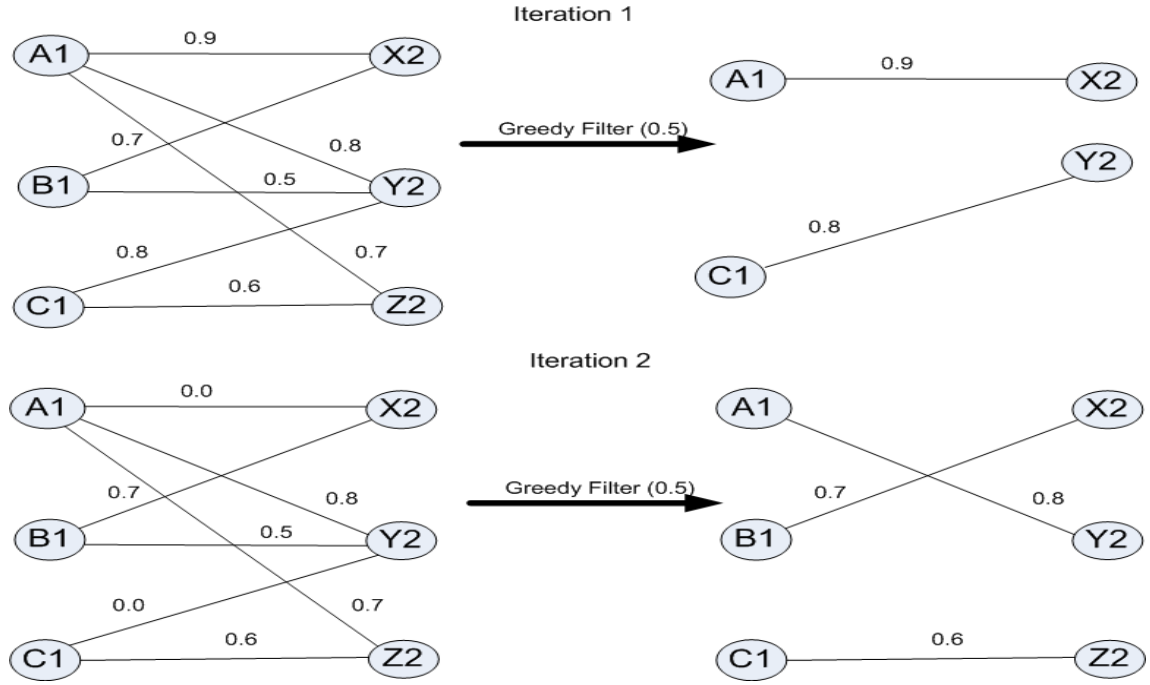 Iteration 1
A1
0.9
X2
0.7
0.8
B1
0.5
Y2
0.8
0.7
C1
0.6
Z2
Greedy Filter (0.5)
A1
0.9
X2
Y2
0.8
C1
Iteration 2
A1
0.0
X2
0.7
0.8
B1
0.5
Y2
0.0
0.7
C1
0.6
Z2
Greedy Filter (0.5)
A1
X2
0.7
0.8
B1
Y2
C1
0.6
Z2